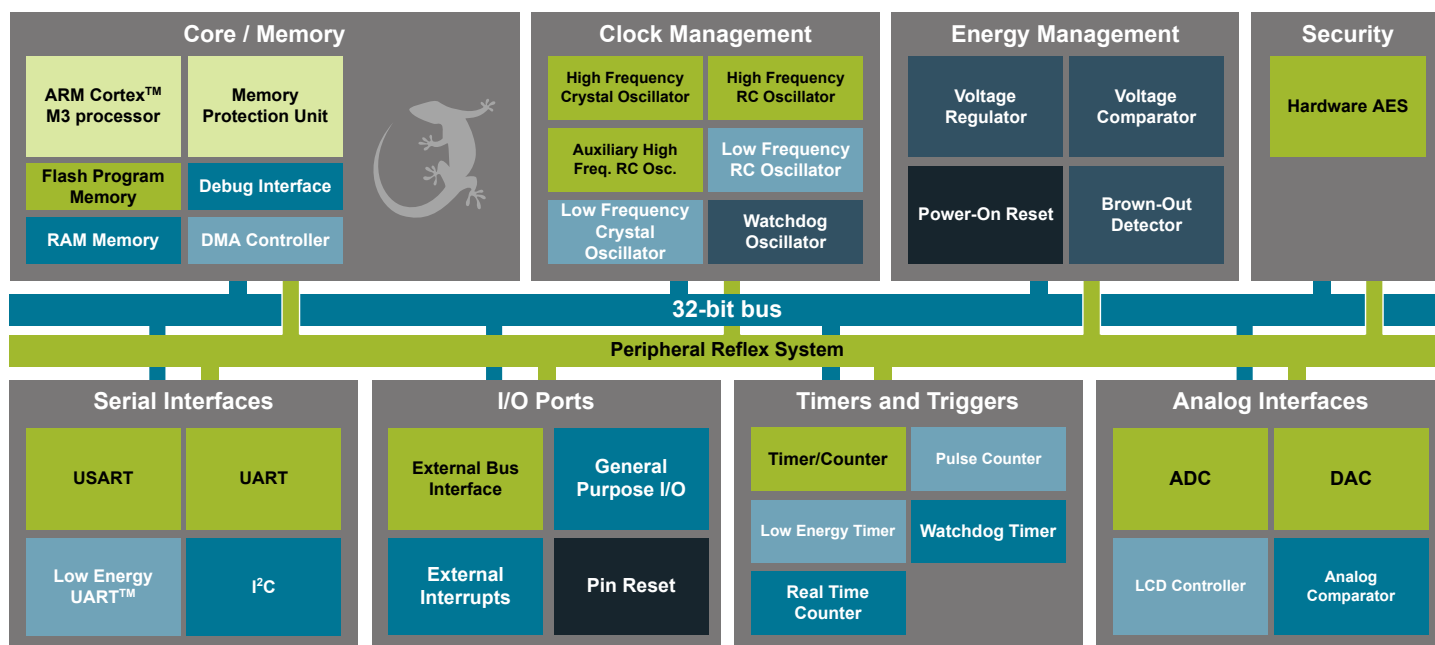 Core / Memory
ARM Cortex™
M3 processor
Memory
Protection Unit
Flash Program
Memory
Debug Interface
RAM Memory
DMA Controller
Clock Management
High Frequency
Crystal Oscillator
High Frequency
RC Oscillator
Auxiliary High
Freq. RC Osc.
Low Frequency
RC Oscillator
Low Frequency
Crystal
Oscillator
Watchdog
Oscillator
Energy Management
Voltage
Regulator
Voltage
Comparator
Power-On Reset
Brown-Out
Detector
Security
Hardware AES
32-bit bus
Peripheral Reflex System
Serial Interfaces
USART
UART
Low Energy
UART™
I²C
I/O Ports
External Bus
Interface
General
Purpose I/O
External
Interrupts
Pin Reset
Timers and Triggers
Timer/Counter
Pulse Counter
Low Energy Timer
Watchdog Timer
Real Time
Counter
Analog Interfaces
ADC
DAC
LCD Controller
Analog
Comparator